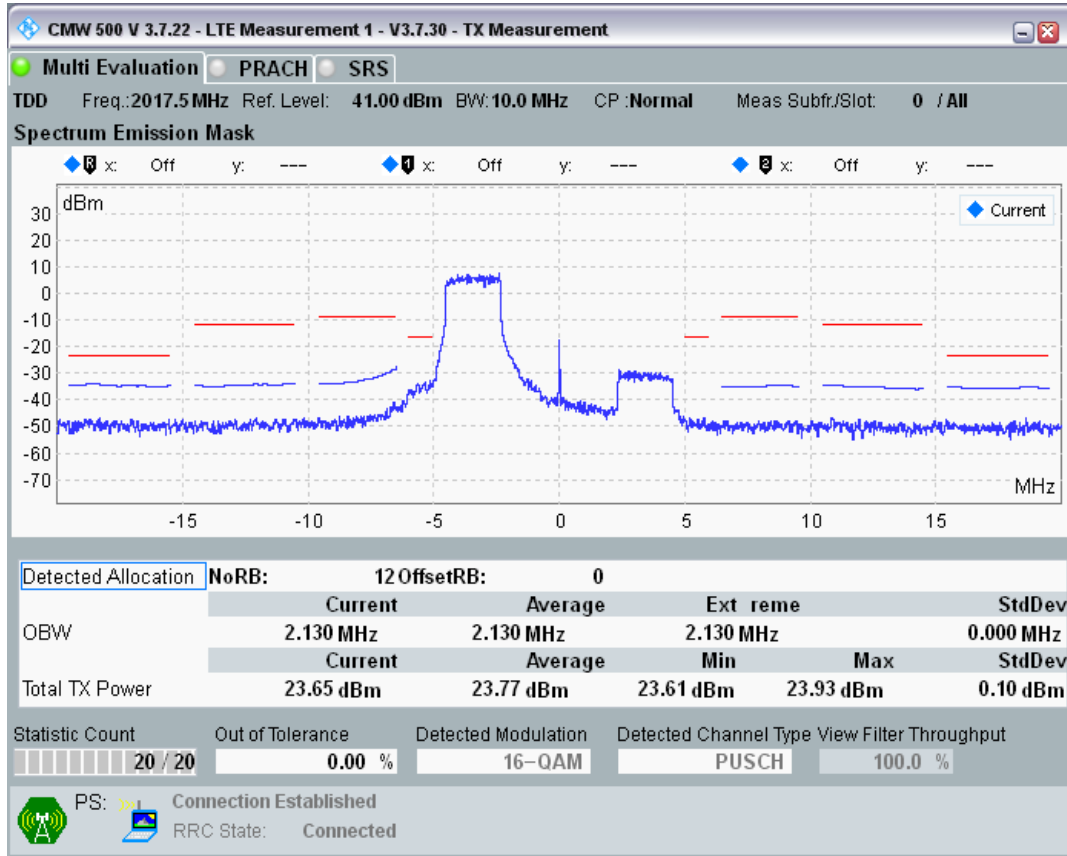 CMW 500 V 3.7.22 - LTE Measurement 1 - V3.7.30 - TX Measurement
Multi Evaluation PRACH SRS
TDD Freq.:2017.5 MHz Ref. Level: 41.00 dBm BW:10.0 MHz CP :Normal Meas Subfr./Slot: 0 / All
Spectrum Emission Mask
R x: Off y: --- 1 x: Off y: --- 2 x: Off y: ---
dBm
Current
30
20
10
0
-10
-20
-30
-40
-50
-60
-70
MHz
-15 -10 -5 0 5 10 15
Detected Allocation NoRB: 12 OffsetRB: 0
Current Average Ext reme StdDev
OBW 2.130 MHz 2.130 MHz 2.130 MHz 0.000 MHz
Current Average Min Max StdDev
Total TX Power 23.65 dBm 23.77 dBm 23.61 dBm 23.93 dBm 0.10 dBm
Statistic Count Out of Tolerance Detected Modulation Detected Channel Type View Filter Throughput
20 / 20 0.00 % 16-QAM PUSCH 100.0 %
PS: Connection Established
RRC State: Connected